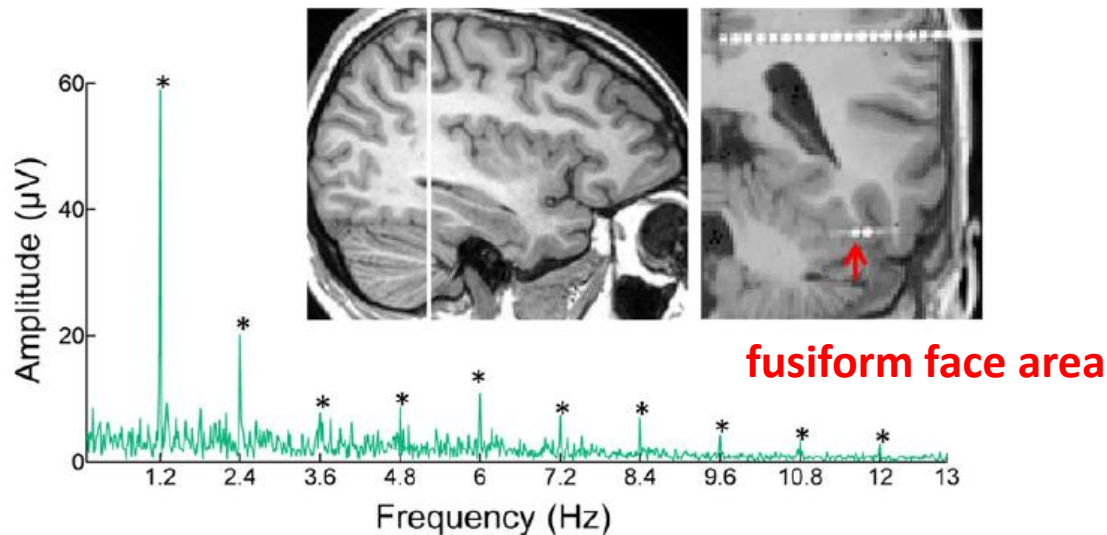 60
40
20
0
Amplitude (µV)
* * * * * * * * * *
1.2 2.4 3.6 4.8 6 7.2 8.4 9.6 10.8 12 13
Frequency (Hz)
fusiform face area